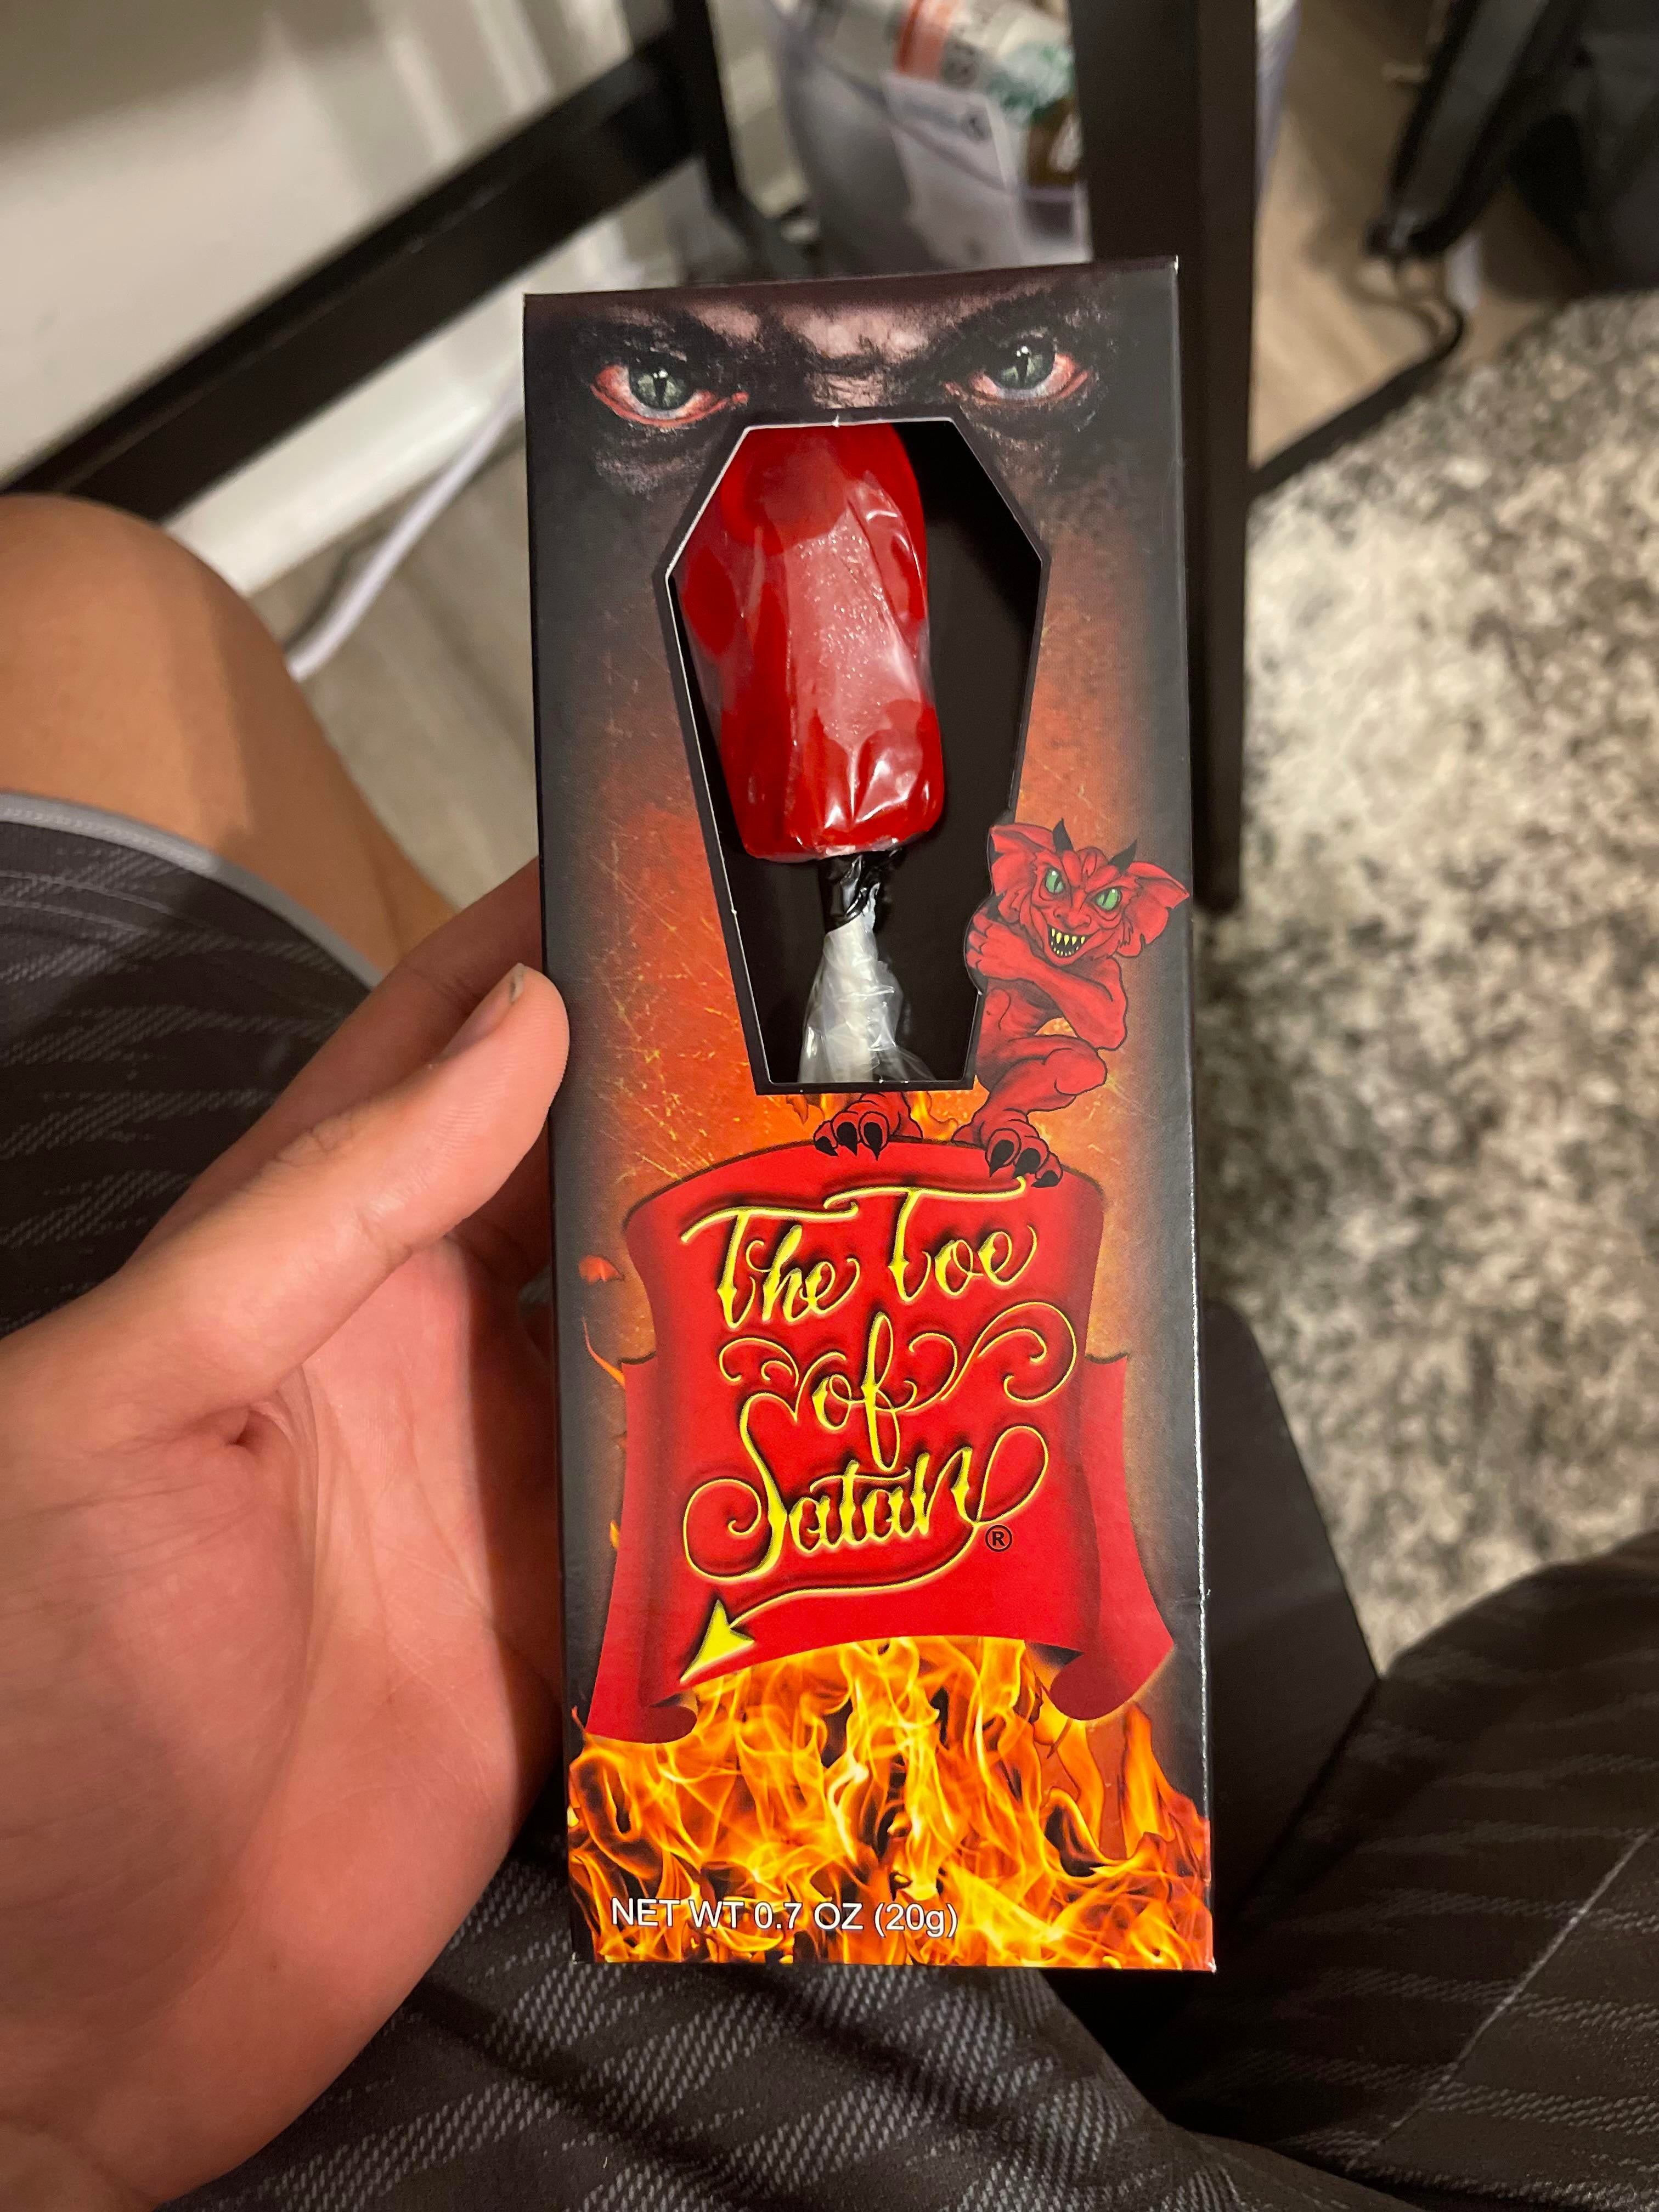 The Toe
of
Satan®
NET WT 0.7 OZ (20g)